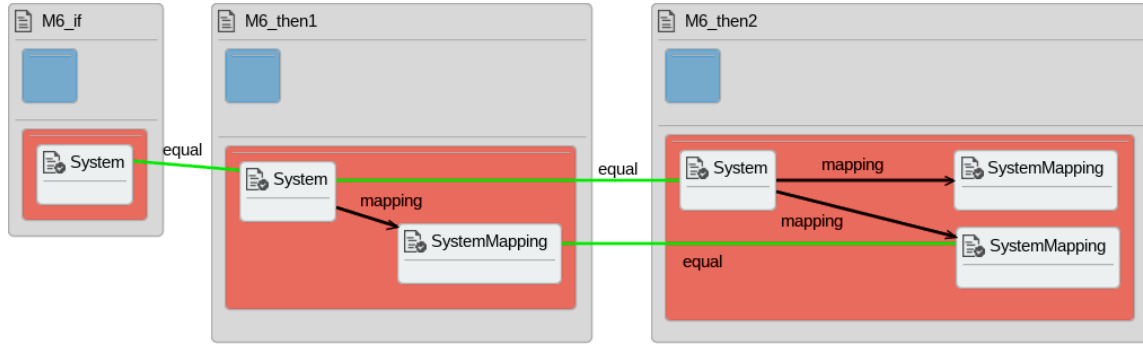 M6_if
M6_then1
M6_then2
System
equal
System
mapping
SystemMapping
equal
System
mapping
SystemMapping
mapping
SystemMapping
equal